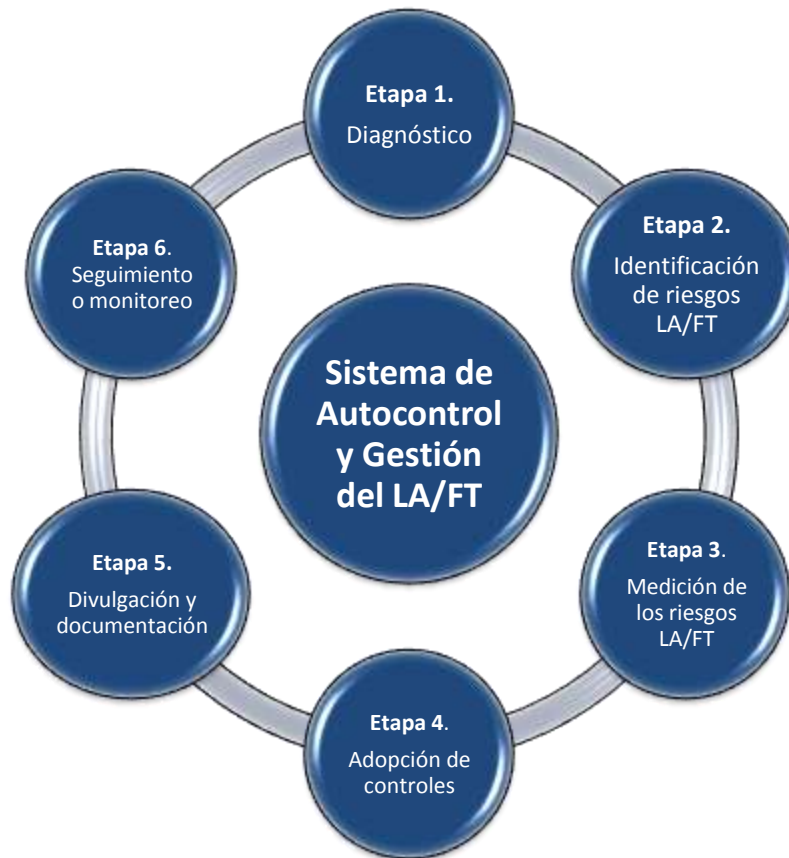 Etapa 1.
Diagnóstico
Etapa 2.
Identificación
de riesgos
LA/FT
Etapa 3.
Medición de
los riesgos
LA/FT
Etapa 4.
Adopción de
controles
Etapa 5.
Divulgación y
documentación
Etapa 6.
Seguimiento
o monitoreo
Sistema de
Autocontrol
y Gestión
del LA/FT